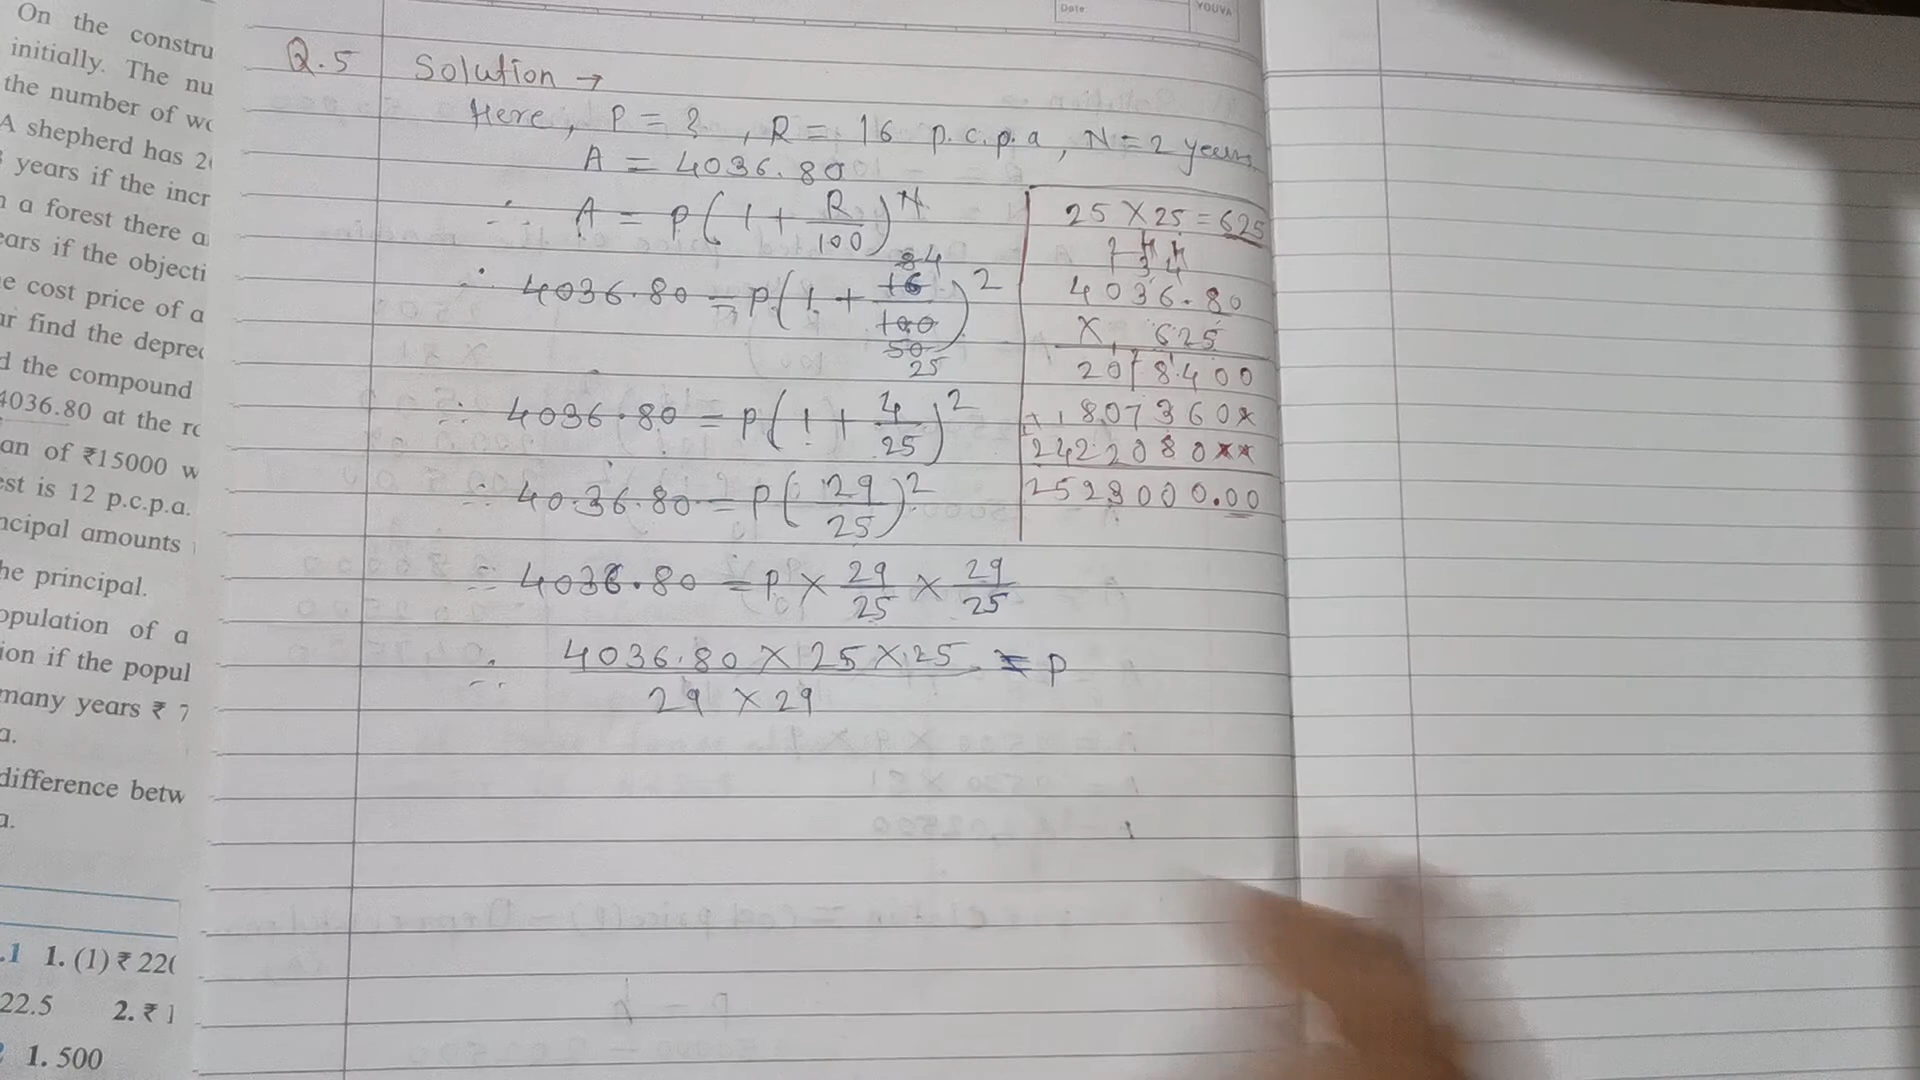 On the constru
initially. The nu
the number of wo
A shepherd has 2
years if the incr
a forest there a
ears if the objecti
e cost price of a
ar find the deprec
d the compound
4036.80 at the r
an of ₹15000 w
est is 12 p.c.p.a.
ncipal amounts
he principal.
opulation of a
ion if the popul
many years ₹ 7
a.
difference betw
a.
.1 1. (1) ₹ 220
22.5 2. ₹ 1
1. 500
Date
YOUVA
Q.5 Solution →
Here, P = ?, R = 16 p.c.p.a, N = 2 years
A = 4036.80
∴ A = P(1 + R/100)^N
∴ 4036.80 = P(1 + 16/100)^2
84
50
25
∴ 4036.80 = P(1 + 4/25)^2
∴ 4036.80 = P(29/25)^2
∴ 4036.80 = P × 29/25 × 29/25
∴ 4036.80 × 25 × 25 / 29 × 29 = P
25 × 25 = 625
4036.80
× 625
2018400
+ 807360×
2422080××
2523000.00